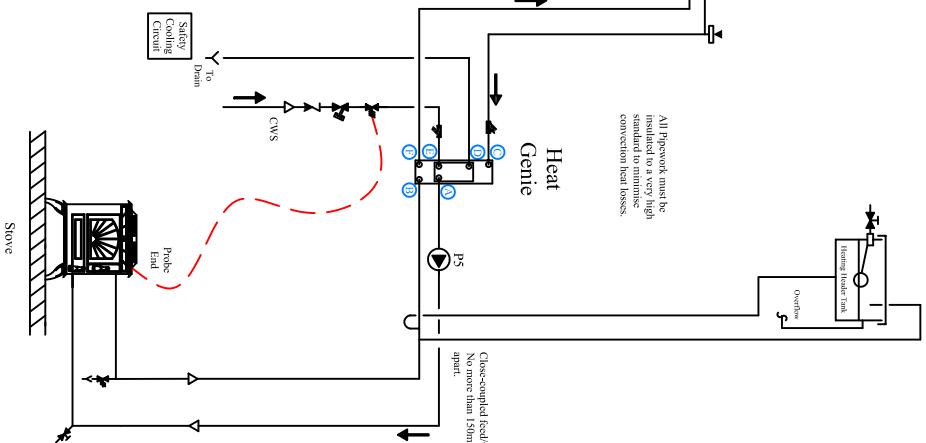 Safety
Cooling
Circuit
To
Drain
CWS
All Pipowork must be
insulated to a very high
standard to minimise
convection heat losses.
Heat
Genie
F
E
D
C
B
A
P5
Heating Header Tank
Overflow
Probe
End
Stove
Close-coupled feed/
No more than 150m
apart.